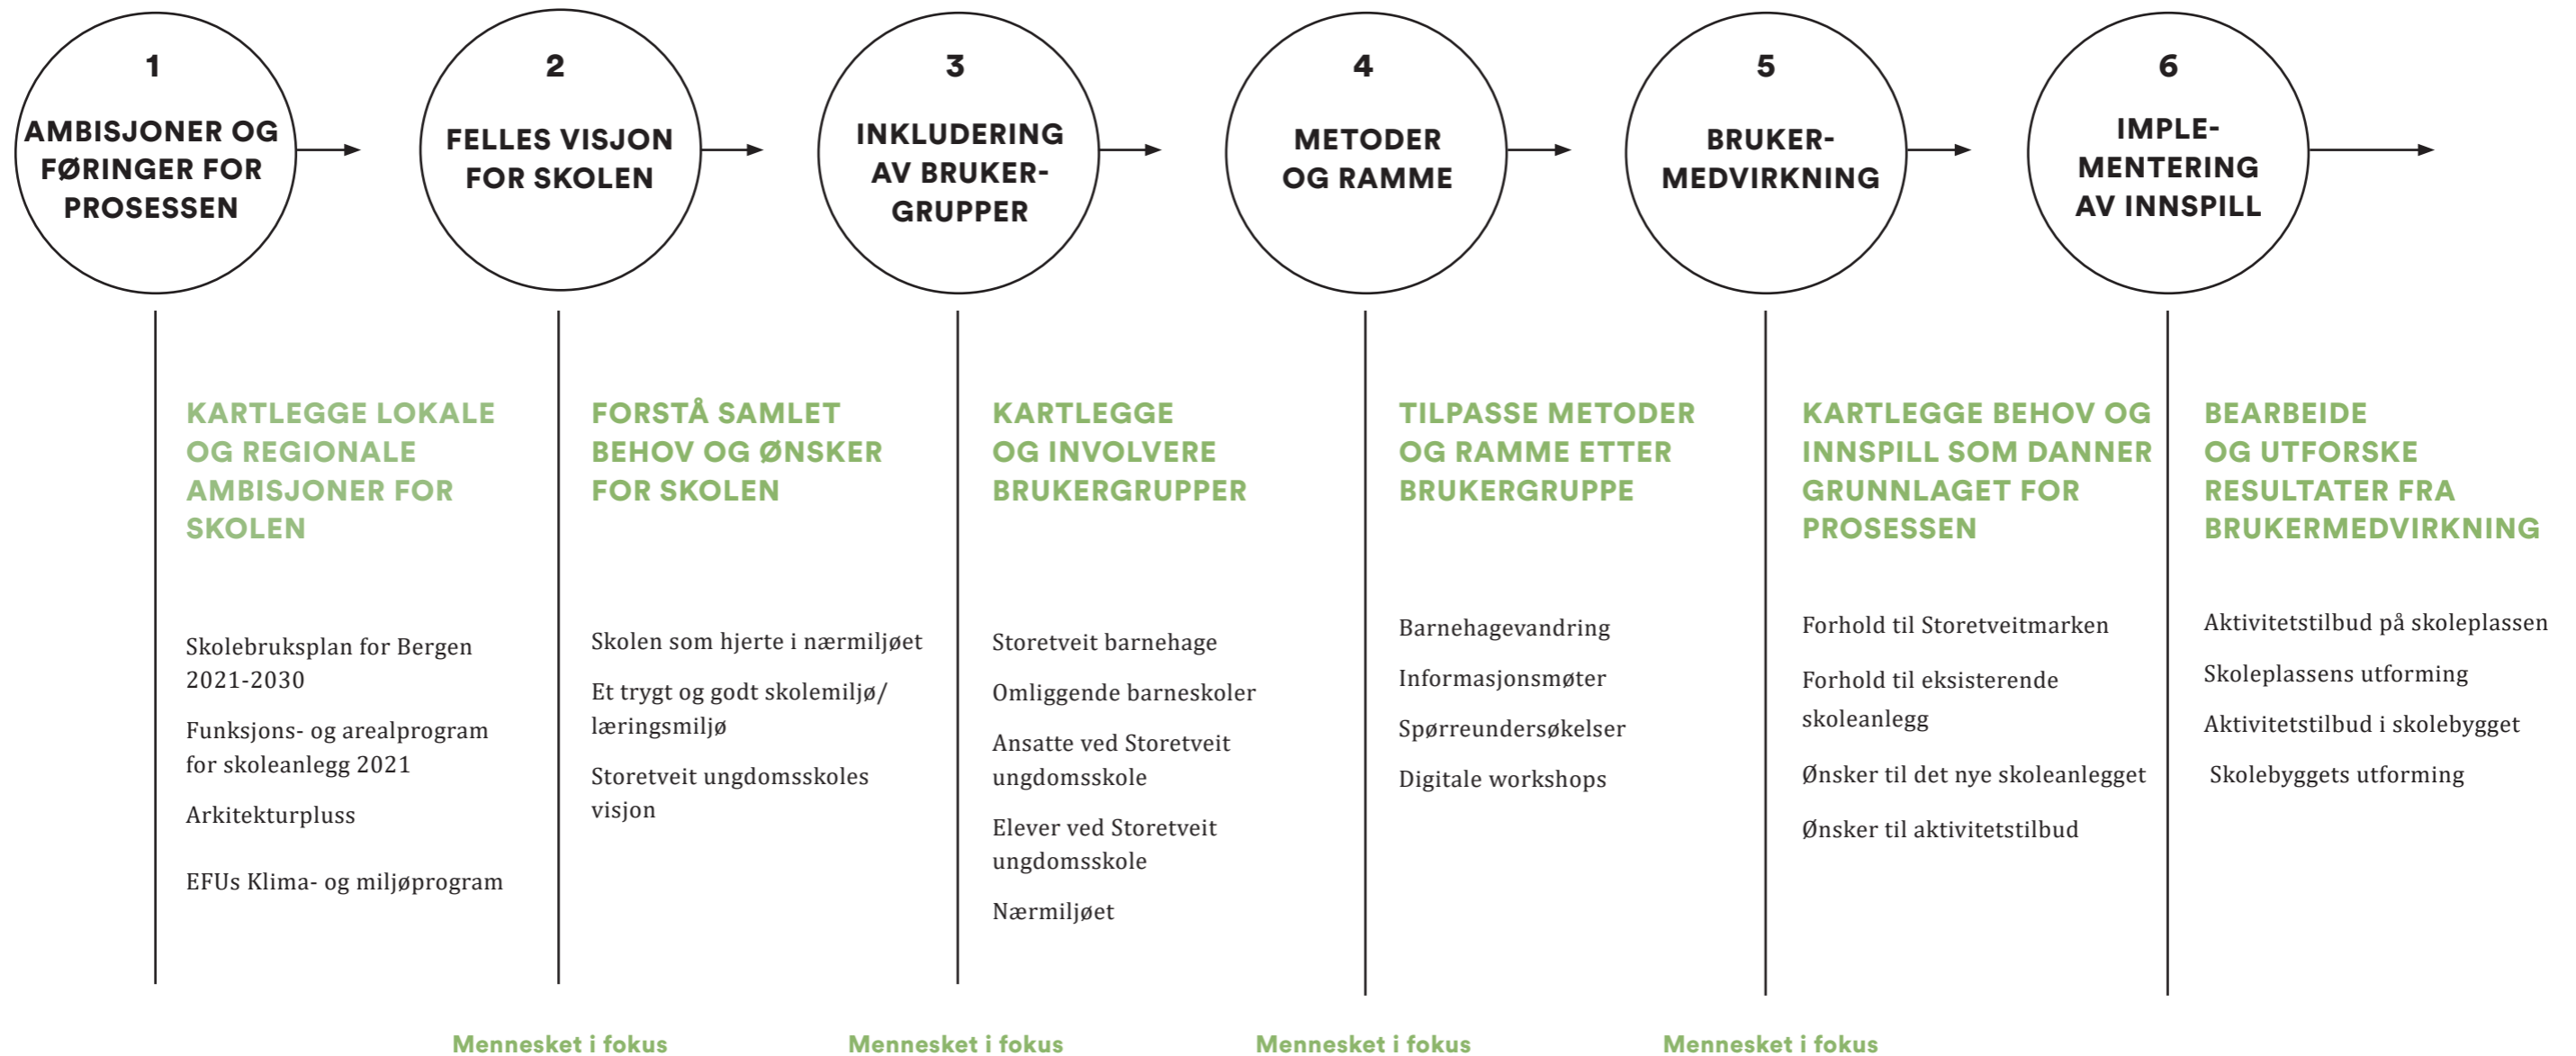 1
AMBISJONER OG
FØRINGER FOR
PROSESSEN
2
FELLES VISJON
FOR SKOLEN
3
INKLUDERING
AV BRUKER-
GRUPPER
4
METODER
OG RAMME
5
BRUKER-
MEDVIRKNING
6
IMPLE-
MENTERING
AV INNSPILL
KARTLEGGE LOKALE
OG REGIONALE
AMBISJONER FOR
SKOLEN
Skolebruksplan for Bergen
2021-2030
Funksjons- og arealprogram
for skoleanlegg 2021
Arkitekturpluss
EFUs Klima- og miljøprogram
FORSTÅ SAMLET
BEHOV OG ØNSKER
FOR SKOLEN
Skolen som hjerte i nærmiljøet
Et trygt og godt skolemiljø/
læringsmiljø
Storetveit ungdomsskoles
visjon
KARTLEGGE
OG INVOLVERE
BRUKERGRUPPER
Storetveit barnehage
Omliggende barneskoler
Ansatte ved Storetveit
ungdomsskole
Elever ved Storetveit
ungdomsskole
Nærmiljøet
TILPASSE METODER
OG RAMME ETTER
BRUKERGRUPPE
Barnehagevandring
Informasjonsmøter
Spørreundersøkelser
Digitale workshops
KARTLEGGE BEHOV OG
INNSPILL SOM DANNER
GRUNNLAGET FOR
PROSESSEN
Forhold til Storetveitmarken
Forhold til eksisterende
skoleanlegg
Ønsker til det nye skoleanlegget
Ønsker til aktivitetstilbud
BEARBEIDE
OG UTFORSKE
RESULTATER FRA
BRUKERMEDVIRKNING
Aktivitetstilbud på skoleplassen
Skoleplassens utforming
Aktivitetstilbud i skolebygget
Skolebyggets utforming
Mennesket i fokus
Mennesket i fokus
Mennesket i fokus
Mennesket i fokus